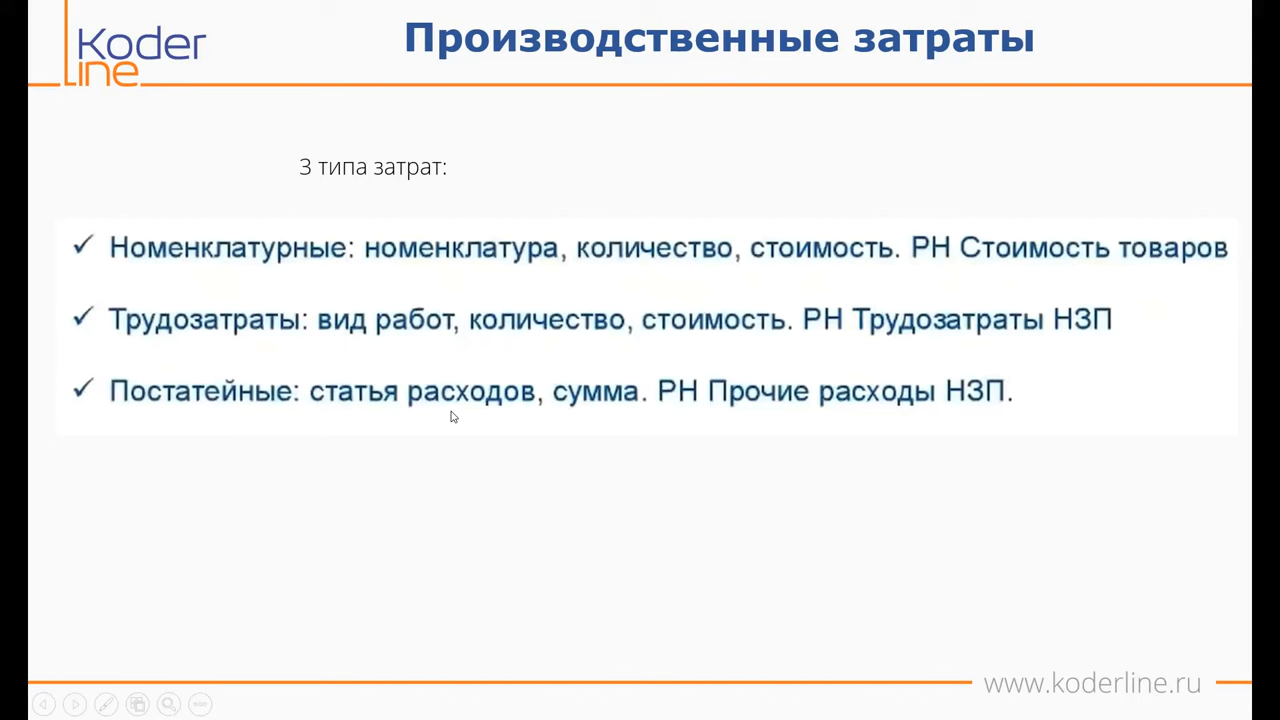 Koder
line
Производственные затраты
3 типа затрат:
✓ Номенклатурные: номенклатура, количество, стоимость. РН Стоимость товаров
✓ Трудозатраты: вид работ, количество, стоимость. РН Трудозатраты НЗП
✓ Постатейные: статья расходов, сумма. РН Прочие расходы НЗП.
www.koderline.ru